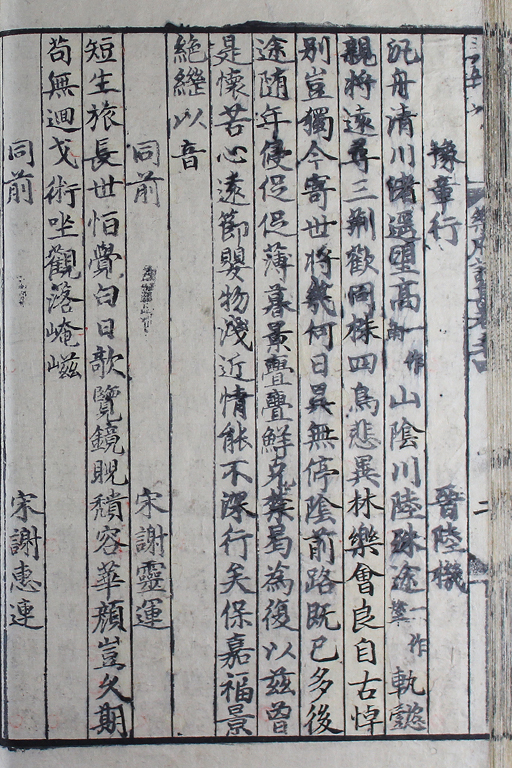 豫章行 晉陸機
汎舟清川渚遥望高一作南山陰川陸殊途一作塗軌懿
親將遠尋三荆歡同株四鳥悲異林樂會良自古悼
别豈獨今寄世將幾何日昃無停陰前路既已多後
途随年侵促促薄暮景亹亹鮮克禁曷為復以兹曾
是懷苦心遠節嬰物淺近情能不深行矣保嘉福景
絶繼以音
同前 宋謝靈運
短生旅長世怕覺白日欹覽鏡睨頽容華顔豈久期
苟無迴戈術坐觀落崦嵫
同前 宋謝惠連